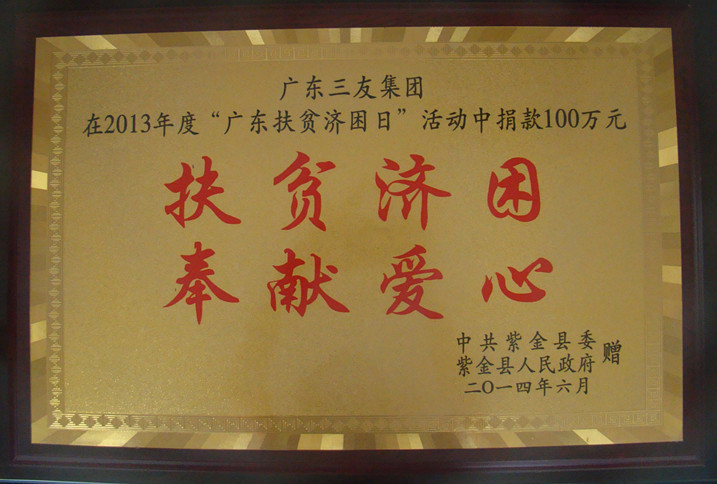 广东三友集团
在2013年度“广东扶贫济困日”活动中捐款100万元
扶贫济困
奉献爱心
中共紫金县委
紫金县人民政府 赠
二〇一四年六月